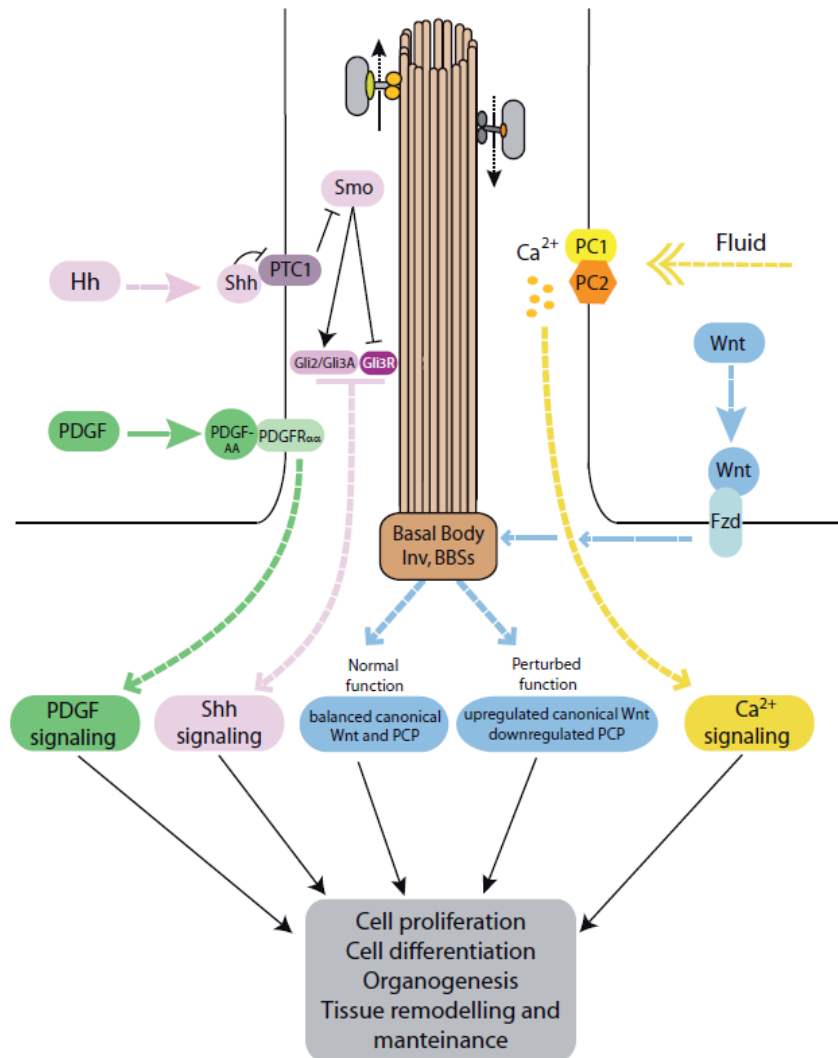 Smo
Ca2+
PC1
Fluid
PTC1
Hh
Shh
PC2
Wnt
Gli2/Gli3A
Gli3R
PDGF
PDGF-
AA
PDGFRαα
Wnt
Fzd
Basal Body
Inv, BBSs
Normal
function
Perturbed
function
PDGF
signaling
Shh
signaling
balanced canonical
Wnt and PCP
upregulated canonical Wnt
downregulated PCP
Ca2+
signaling
Cell proliferation
Cell differentiation
Organogenesis
Tissue remodelling and
manteinance